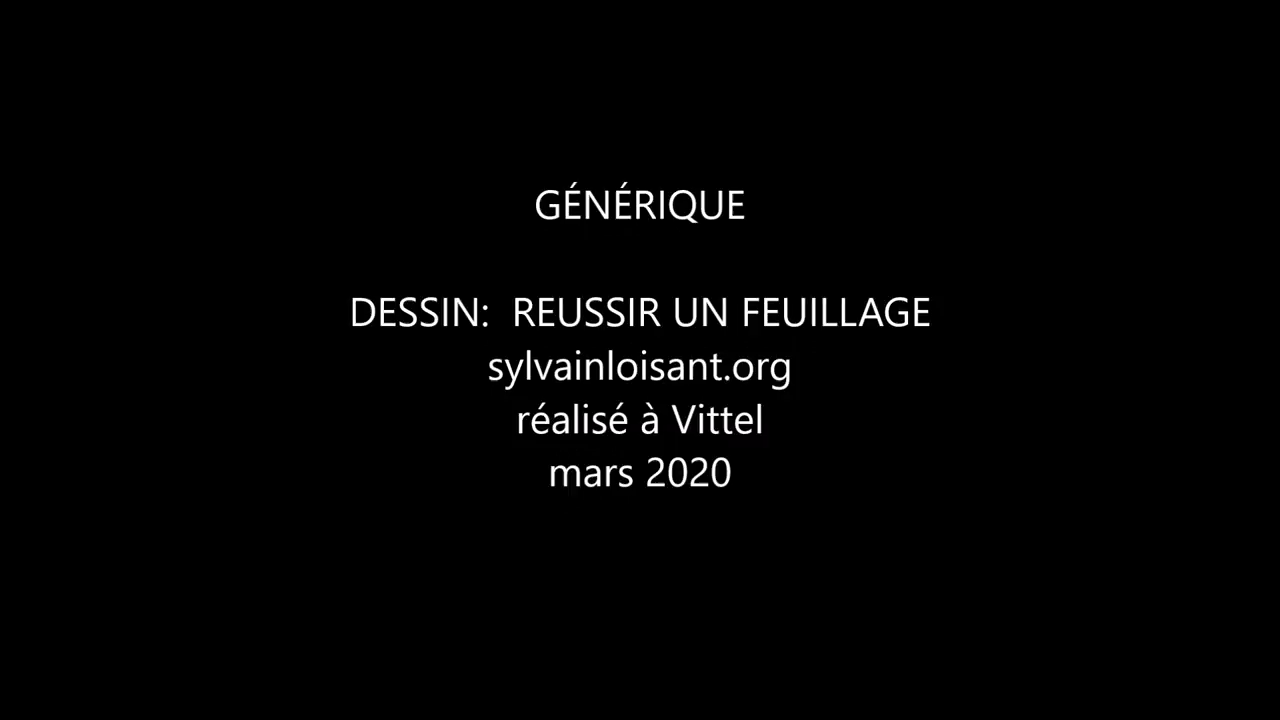 GÉNÉRIQUE
DESSIN:  REUSSIR UN FEUILLAGE
sylvainloisant.org
réalisé à Vittel
mars 2020